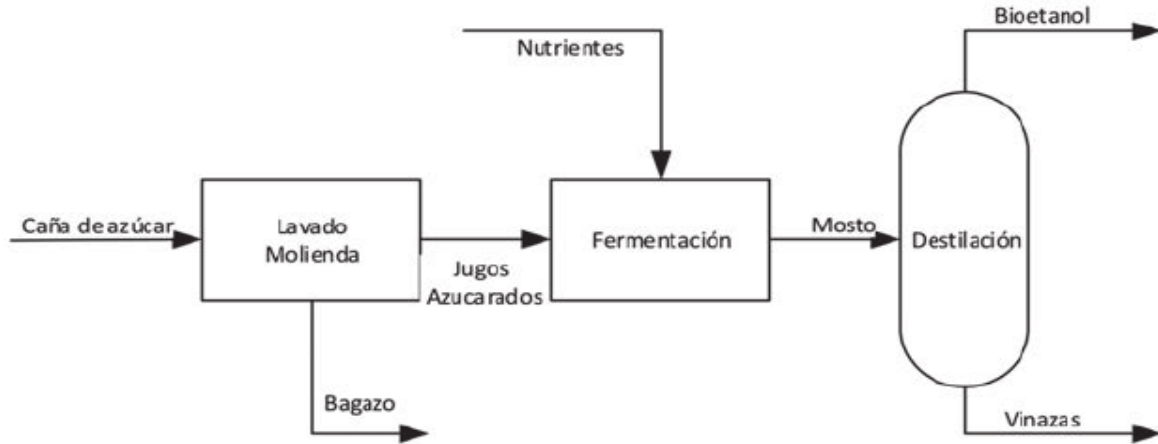 Bioetanol
Nutrientes
Caña de azúcar
Lavado
Molienda
Jugos
Azucarados
Fermentación
Mosto
Destilación
Bagazo
Vinazas